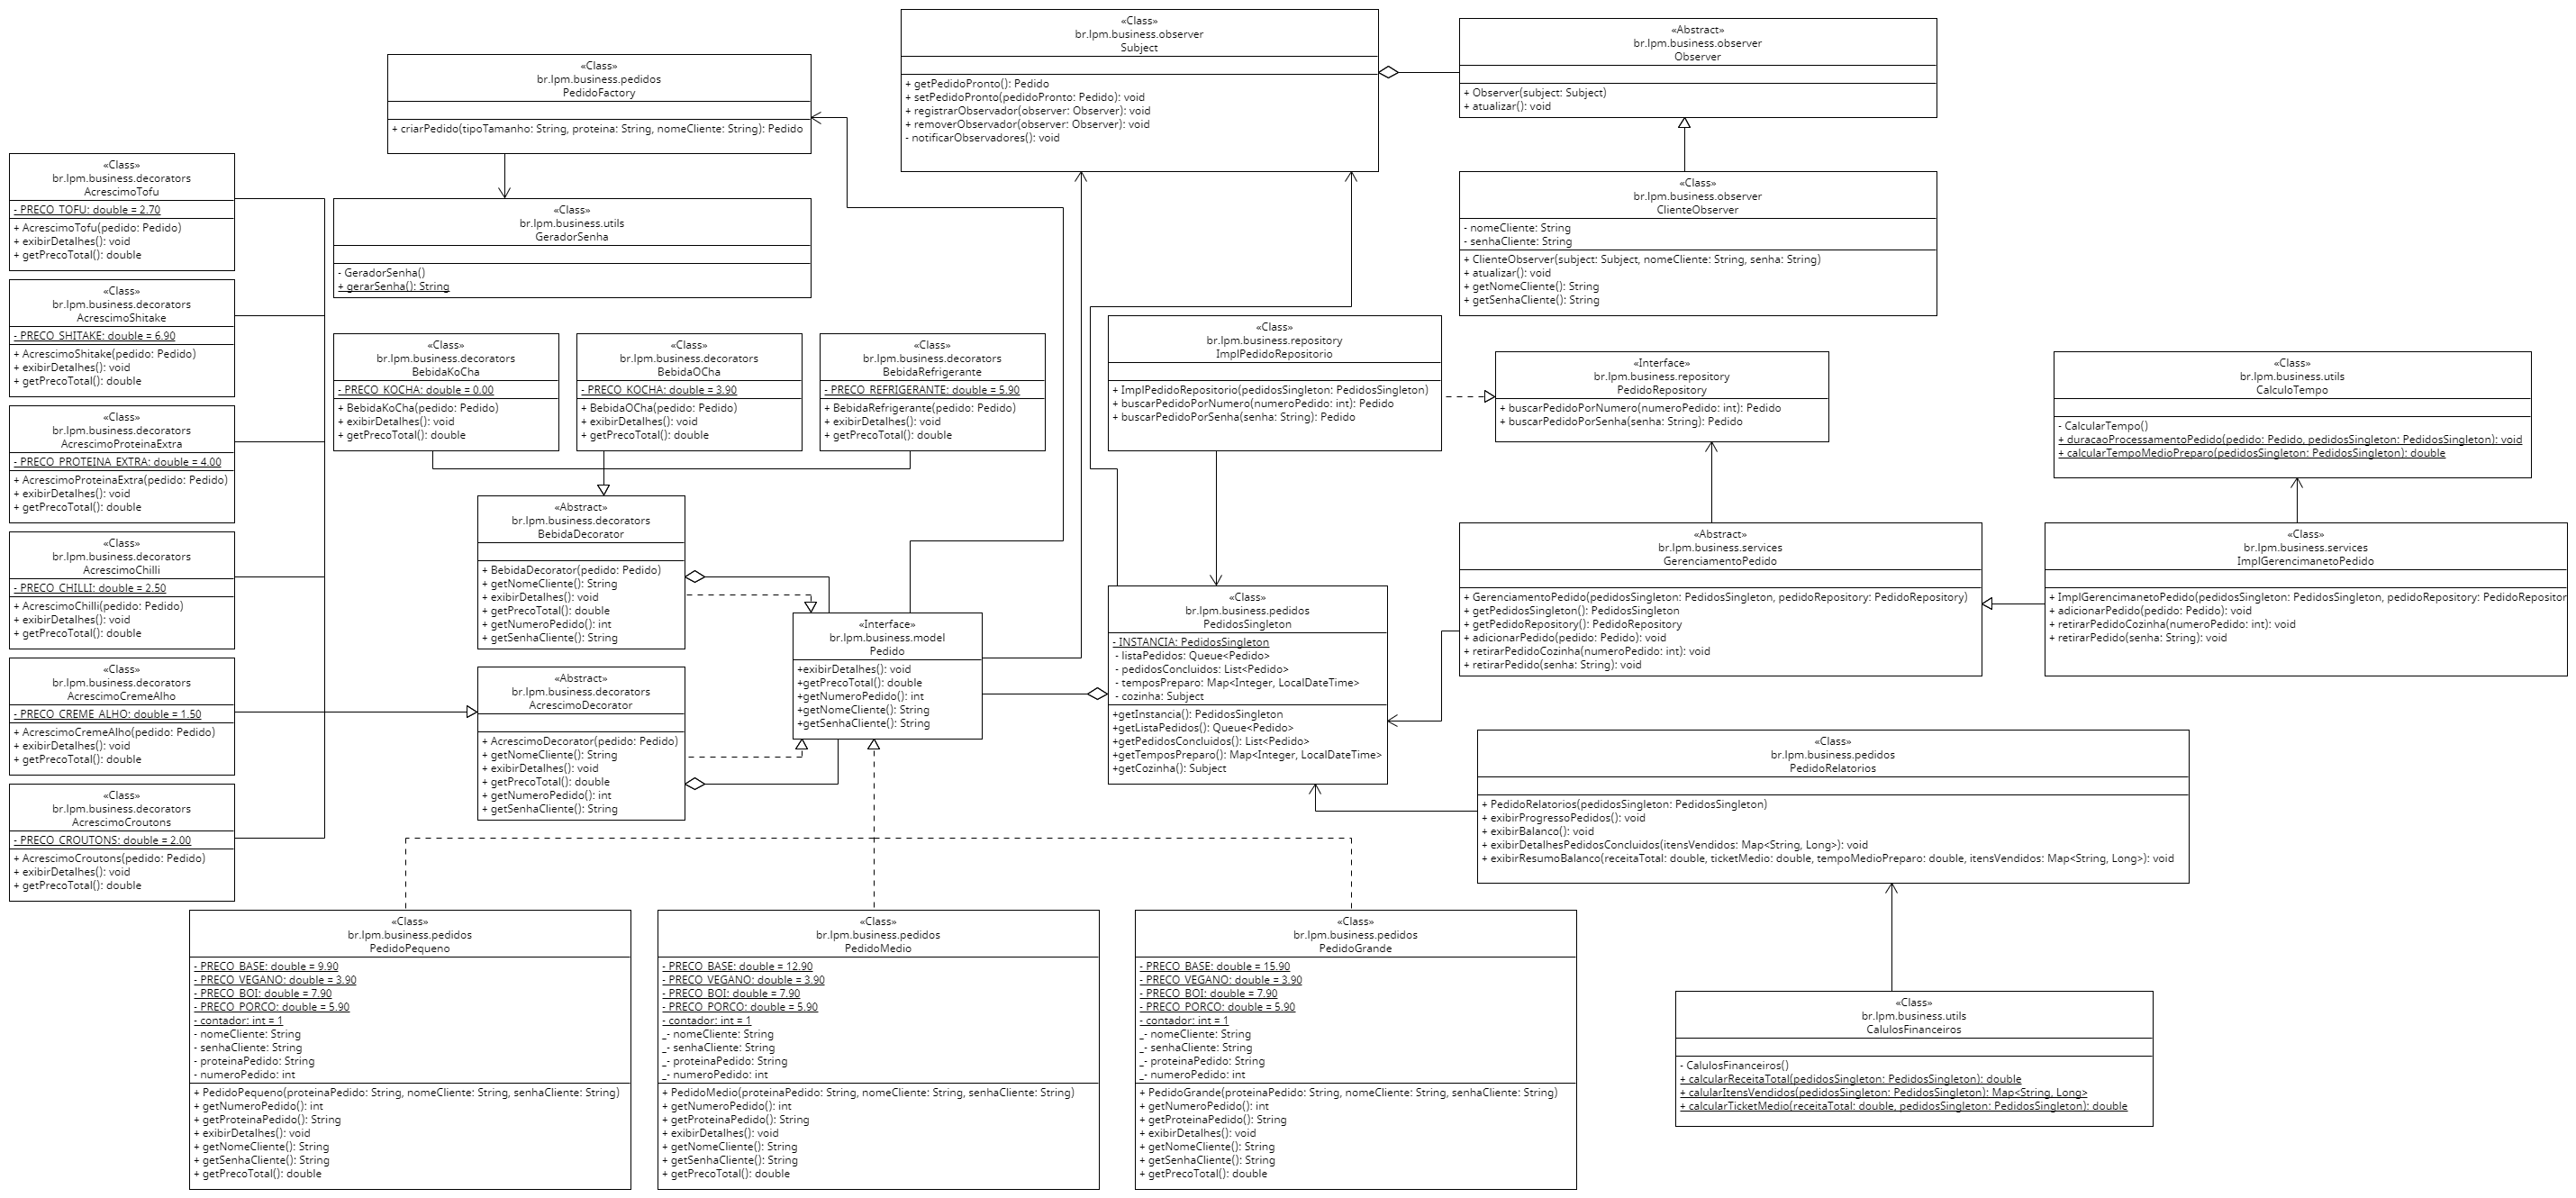 «Class»
br.lpm.business.observer
Subject
+ getPedidoPronto(): Pedido
+ setPedidoPronto(pedidoPronto: Pedido): void
+ registrarObservador(observer: Observer): void
+ removerObservador(observer: Observer): void
- notificarObservadores(): void
«Abstract»
br.lpm.business.observer
Observer
+ Observer(subject: Subject)
+ atualizar(): void
«Class»
br.lpm.business.pedidos
PedidoFactory
+ criarPedido(tipoTamanho: String, proteina: String, nomeCliente: String): Pedido
«Class»
br.lpm.business.decorators
AcrescimoTofu
- PRECO_TOFU: double = 2.70
+ AcrescimoTofu(pedido: Pedido)
+ exibirDetalhes(): void
+ getPrecoTotal(): double
«Class»
br.lpm.business.utils
GeradorSenha
- GeradorSenha()
+ gerarSenha(): String
«Class»
br.lpm.business.observer
ClienteObserver
- nomeCliente: String
- senhaCliente: String
+ ClienteObserver(subject: Subject, nomeCliente: String, senha: String)
+ atualizar(): void
+ getNomeCliente(): String
+ getSenhaCliente(): String
«Class»
br.lpm.business.decorators
AcrescimoShitake
- PRECO_SHITAKE: double = 6.90
+ AcrescimoShitake(pedido: Pedido)
+ exibirDetalhes(): void
+ getPrecoTotal(): double
«Class»
br.lpm.business.decorators
BebidaKoCha
- PRECO_KOCHA: double = 0.00
+ BebidaKoCha(pedido: Pedido)
+ exibirDetalhes(): void
+ getPrecoTotal(): double
«Class»
br.lpm.business.decorators
BebidaOCha
- PRECO_KOCHA: double = 3.90
+ BebidaOCha(pedido: Pedido)
+ exibirDetalhes(): void
+ getPrecoTotal(): double
«Class»
br.lpm.business.decorators
BebidaRefrigerante
- PRECO_REFRIGERANTE: double = 5.90
+ BebidaRefrigerante(pedido: Pedido)
+ exibirDetalhes(): void
+ getPrecoTotal(): double
«Class»
br.lpm.business.repository
ImplPedidoRepositorio
+ ImplPedidoRepositorio(pedidosSingleton: PedidosSingleton)
+ buscarPedidoPorNumero(numeroPedido: int): Pedido
+ buscarPedidoPorSenha(senha: String): Pedido
«Interface»
br.lpm.business.repository
PedidoRepository
+ buscarPedidoPorNumero(numeroPedido: int): Pedido
+ buscarPedidoPorSenha(senha: String): Pedido
«Class»
br.lpm.business.utils
CalculoTempo
- CalcularTempo()
+ duracaoProcessamentoPedido(pedido: Pedido, pedidosSingleton: PedidosSingleton): void
+ calcularTempoMedioPreparo(pedidosSingleton: PedidosSingleton): double
«Class»
br.lpm.business.decorators
AcrescimoProteinaExtra
- PRECO_PROTEINA_EXTRA: double = 4.00
+ AcrescimoProteinaExtra(pedido: Pedido)
+ exibirDetalhes(): void
+ getPrecoTotal(): double
«Class»
br.lpm.business.decorators
AcrescimoChilli
- PRECO_CHILLI: double = 2.50
+ AcrescimoChilli(pedido: Pedido)
+ exibirDetalhes(): void
+ getPrecoTotal(): double
«Abstract»
br.lpm.business.decorators
BebidaDecorator
+ BebidaDecorator(pedido: Pedido)
+ getNomeCliente(): String
+ exibirDetalhes(): void
+ getPrecoTotal(): double
+ getNumeroPedido(): int
+ getSenhaCliente(): String
«Interface»
br.lpm.business.model
Pedido
+exibirDetalhes(): void
+getPrecoTotal(): double
+getNumeroPedido(): int
+getNomeCliente(): String
+getSenhaCliente(): String
«Class»
br.lpm.business.pedidos
PedidosSingleton
- INSTANCIA: PedidosSingleton
- listaPedidos: Queue<Pedido>
- pedidosConcluidos: List<Pedido>
- temposPreparo: Map<Integer, LocalDateTime>
- cozinha: Subject
+getInstancia(): PedidosSingleton
+getListaPedidos(): Queue<Pedido>
+getPedidosConcluidos(): List<Pedido>
+getTemposPreparo(): Map<Integer, LocalDateTime>
+getCozinha(): Subject
«Abstract»
br.lpm.business.services
GerenciamentoPedido
+ GerenciamentoPedido(pedidosSingleton: PedidosSingleton, pedidoRepository: PedidoRepository)
+ getPedidosSingleton(): PedidosSingleton
+ getPedidoRepository(): PedidoRepository
+ adicionarPedido(pedido: Pedido): void
+ retirarPedidoCozinha(numeroPedido: int): void
+ retirarPedido(senha: String): void
«Class»
br.lpm.business.services
ImplGerencimanetoPedido
+ ImplGerencimanetoPedido(pedidosSingleton: PedidosSingleton, pedidoRepository: PedidoRepositor
+ adicionarPedido(pedido: Pedido): void
+ retirarPedidoCozinha(numeroPedido: int): void
+ retirarPedido(senha: String): void
«Class»
br.lpm.business.decorators
AcrescimoCremeAlho
- PRECO_CREME_ALHO: double = 1.50
+ AcrescimoCremeAlho(pedido: Pedido)
+ exibirDetalhes(): void
+ getPrecoTotal(): double
«Abstract»
br.lpm.business.decorators
AcrescimoDecorator
+ AcrescimoDecorator(pedido: Pedido)
+ getNomeCliente(): String
+ exibirDetalhes(): void
+ getPrecoTotal(): double
+ getNumeroPedido(): int
+ getSenhaCliente(): String
«Class»
br.lpm.business.pedidos
PedidoRelatorios
+ PedidoRelatorios(pedidosSingleton: PedidosSingleton)
+ exibirProgressoPedidos(): void
+ exibirBalanco(): void
+ exibirDetalhesPedidosConcluidos(itensVendidos: Map<String, Long>): void
+ exibirResumoBalanco(receitaTotal: double, ticketMedio: double, tempoMedioPreparo: double, itensVendidos: Map<String, Long>): void
«Class»
br.lpm.business.decorators
AcrescimoCroutons
- PRECO_CROUTONS: double = 2.00
+ AcrescimoCroutons(pedido: Pedido)
+ exibirDetalhes(): void
+ getPrecoTotal(): double
«Class»
br.lpm.business.pedidos
PedidoPequeno
- PRECO_BASE: double = 9.90
- PRECO_VEGANO: double = 3.90
- PRECO_BOI: double = 7.90
- PRECO_PORCO: double = 5.90
- contador: int = 1
- nomeCliente: String
- senhaCliente: String
- proteinaPedido: String
- numeroPedido: int
+ PedidoPequeno(proteinaPedido: String, nomeCliente: String, senhaCliente: String)
+ getNumeroPedido(): int
+ getProteinaPedido(): String
+ exibirDetalhes(): void
+ getNomeCliente(): String
+ getSenhaCliente(): String
+ getPrecoTotal(): double
«Class»
br.lpm.business.pedidos
PedidoMedio
- PRECO_BASE: double = 12.90
- PRECO_VEGANO: double = 3.90
- PRECO_BOI: double = 7.90
- PRECO_PORCO: double = 5.90
- contador: int = 1
_- nomeCliente: String
_- senhaCliente: String
_- proteinaPedido: String
_- numeroPedido: int
+ PedidoMedio(proteinaPedido: String, nomeCliente: String, senhaCliente: String)
+ getNumeroPedido(): int
+ getProteinaPedido(): String
+ exibirDetalhes(): void
+ getNomeCliente(): String
+ getSenhaCliente(): String
+ getPrecoTotal(): double
«Class»
br.lpm.business.pedidos
PedidoGrande
- PRECO_BASE: double = 15.90
- PRECO_VEGANO: double = 3.90
- PRECO_BOI: double = 7.90
- PRECO_PORCO: double = 5.90
- contador: int = 1
_- nomeCliente: String
_- senhaCliente: String
_- proteinaPedido: String
_- numeroPedido: int
+ PedidoGrande(proteinaPedido: String, nomeCliente: String, senhaCliente: String)
+ getNumeroPedido(): int
+ getProteinaPedido(): String
+ exibirDetalhes(): void
+ getNomeCliente(): String
+ getSenhaCliente(): String
+ getPrecoTotal(): double
«Class»
br.lpm.business.utils
CalulosFinanceiros
- CalulosFinanceiros()
+ calcularReceitaTotal(pedidosSingleton: PedidosSingleton): double
+ calularItensVendidos(pedidosSingleton: PedidosSingleton): Map<String, Long>
+ calcularTicketMedio(receitaTotal: double, pedidosSingleton: PedidosSingleton): double